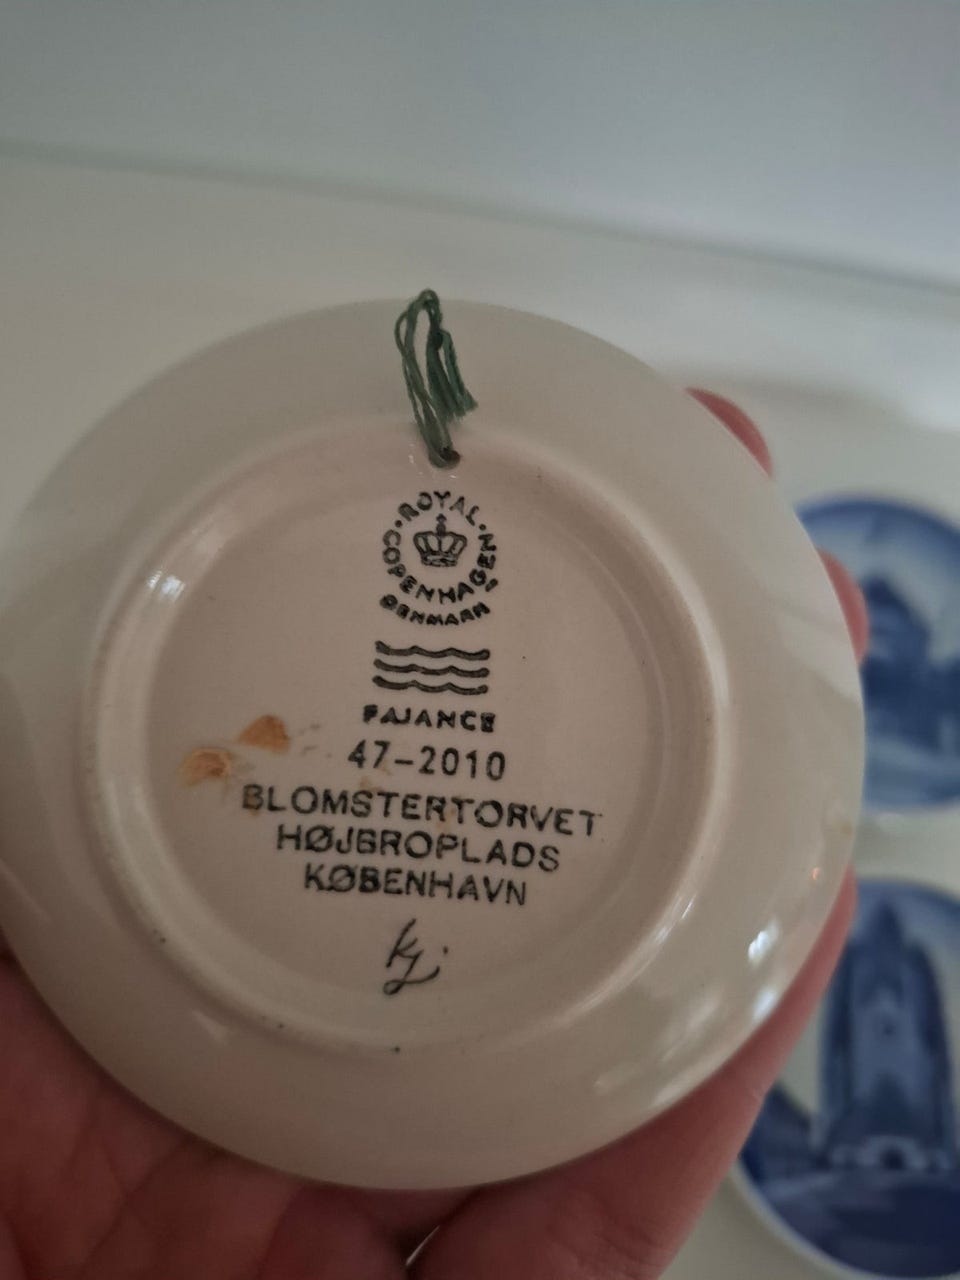 ROYAL
COPENHAGEN
DENMARK
FAJANCE
47-2010
BLOMSTERTORVET
HØJBROPLADS
KØBENHAVN